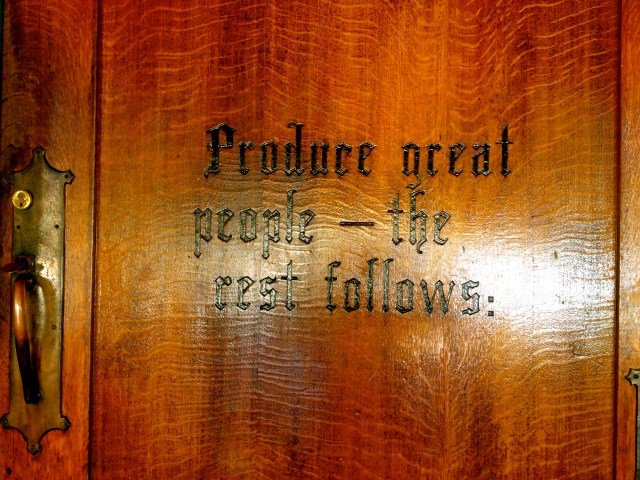 Produce great
people — the
rest follows: